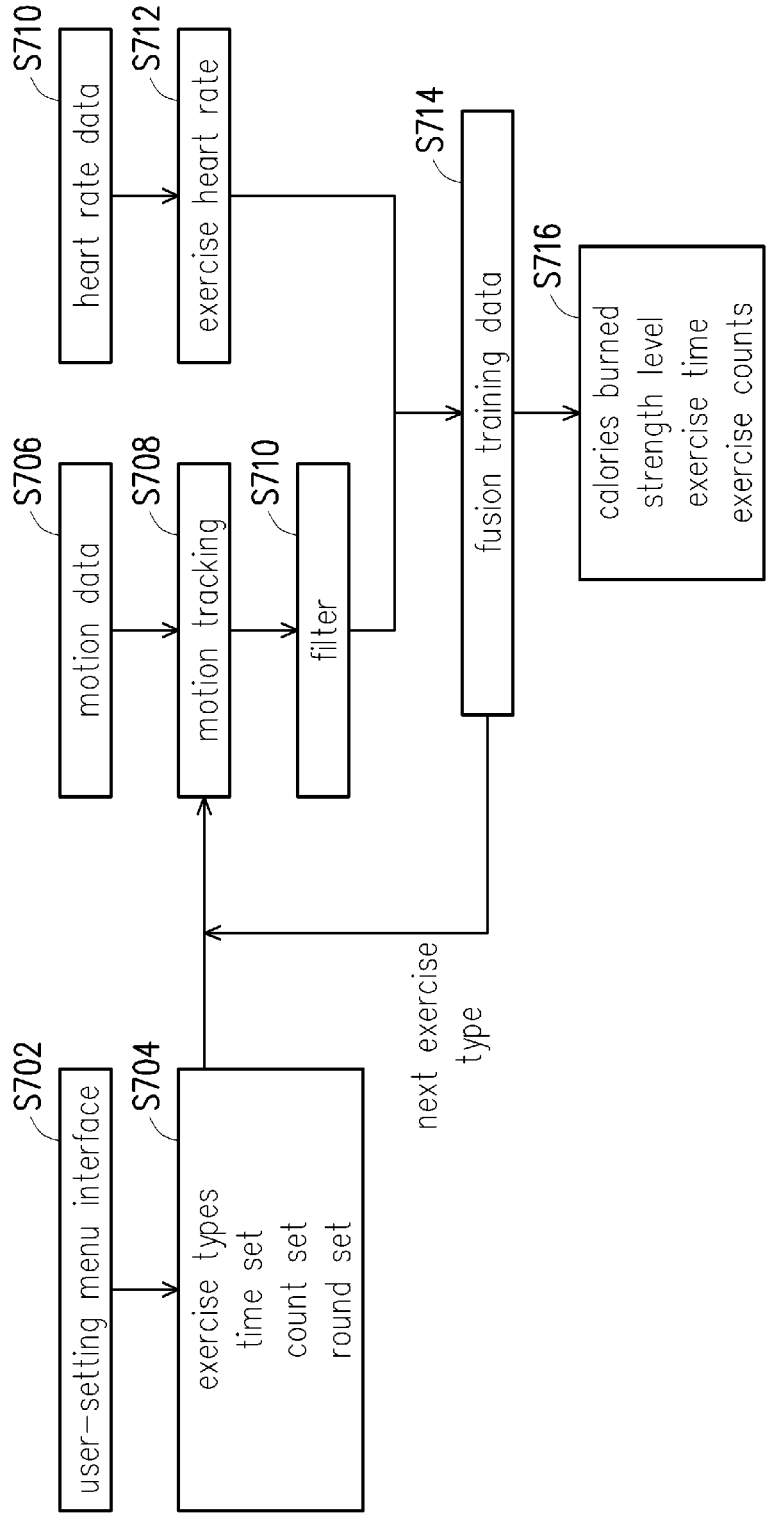 S702
user-setting menu interface
S704
exercise types
time set
count set
round set
next exercise
type
S706
motion data
S708
motion tracking
S710
filter
S710
heart rate data
S712
exercise heart rate
S714
fusion training data
S716
calories burned
strength level
exercise time
exercise counts